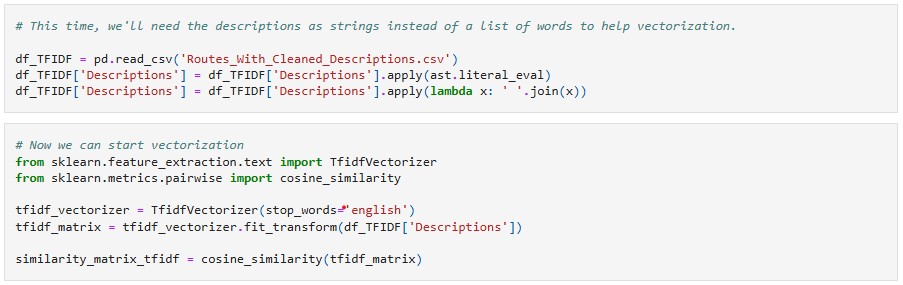 # This time, we'll need the descriptions as strings instead of a list of words to help vectorization.
df_TFIDF = pd.read_csv('Routes_With_Cleaned_Descriptions.csv')
df_TFIDF['Descriptions'] = df_TFIDF['Descriptions'].apply(ast.literal_eval)
df_TFIDF['Descriptions'] = df_TFIDF['Descriptions'].apply(lambda x: ' '.join(x))
# Now we can start vectorization
from sklearn.feature_extraction.text import TfidfVectorizer
from sklearn.metrics.pairwise import cosine_similarity
tfidf_vectorizer = TfidfVectorizer(stop_words='english')
tfidf_matrix = tfidf_vectorizer.fit_transform(df_TFIDF['Descriptions'])
similarity_matrix_tfidf = cosine_similarity(tfidf_matrix)